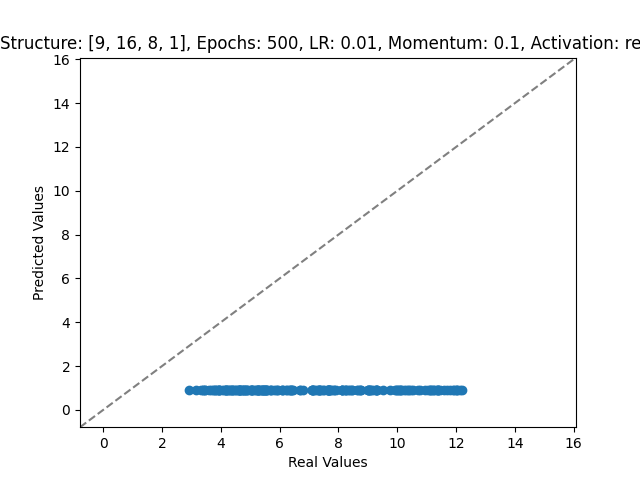 Structure: [9, 16, 8, 1], Epochs: 500, LR: 0.01, Momentum: 0.1, Activation: re
16
14
12
10
8
6
4
2
0
Predicted Values
0 2 4 6 8 10 12 14 16
Real Values